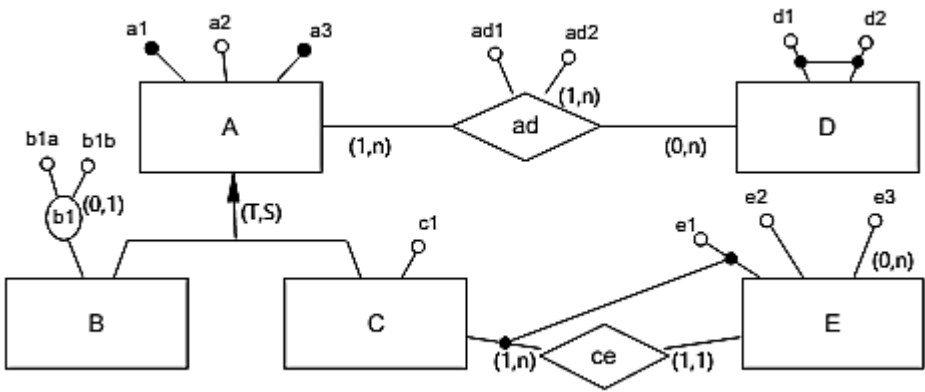 a1 a2 a3 ad1 ad2 d1 d2
A (1,n) ad (1,n) (0,n) D
b1a b1b
b1 (0,1)
(T,S)
c1 e1 e2 e3
(0,n)
B C (1,n) ce (1,1) E